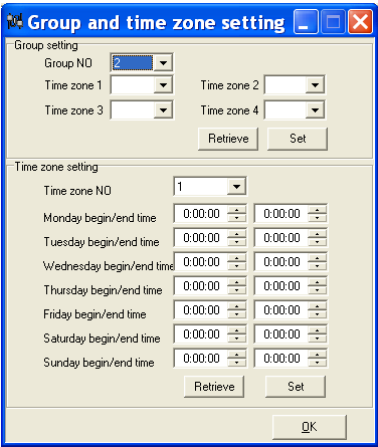 Group and time zone setting
Group setting
Group NO 2
Time zone 1 Time zone 2
Time zone 3 Time zone 4
Retrieve Set
Time zone setting
Time zone NO 1
Monday begin/end time 0:00:00 0:00:00
Tuesday begin/end time 0:00:00 0:00:00
Wednesday begin/end time 0:00:00 0:00:00
Thursday begin/end time 0:00:00 0:00:00
Friday begin/end time 0:00:00 0:00:00
Saturday begin/end time 0:00:00 0:00:00
Sunday begin/end time 0:00:00 0:00:00
Retrieve Set
OK